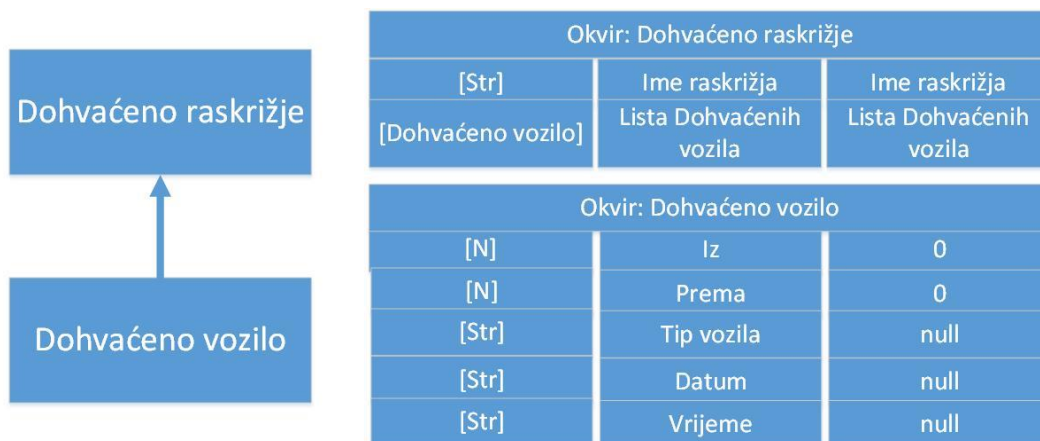 Dohvaćeno raskrižje
Dohvaćeno vozilo
Okvir: Dohvaćeno raskrižje
[Str] Ime raskrižja Ime raskrižja
[Dohvaćeno vozilo] Lista Dohvaćenih vozila Lista Dohvaćenih vozila
Okvir: Dohvaćeno vozilo
[N] Iz 0
[N] Prema 0
[Str] Tip vozila null
[Str] Datum null
[Str] Vrijeme null